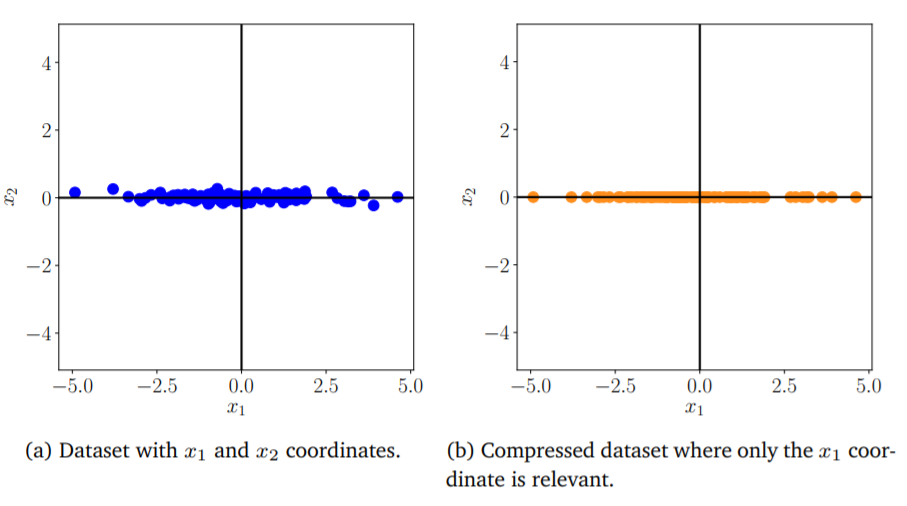 4
2
0
−2
−4
x2
−5.0 −2.5 0.0 2.5 5.0
x1
(a) Dataset with x1 and x2 coordinates.
4
2
0
−2
−4
x2
−5.0 −2.5 0.0 2.5 5.0
x1
(b) Compressed dataset where only the x1 coor-
dinate is relevant.